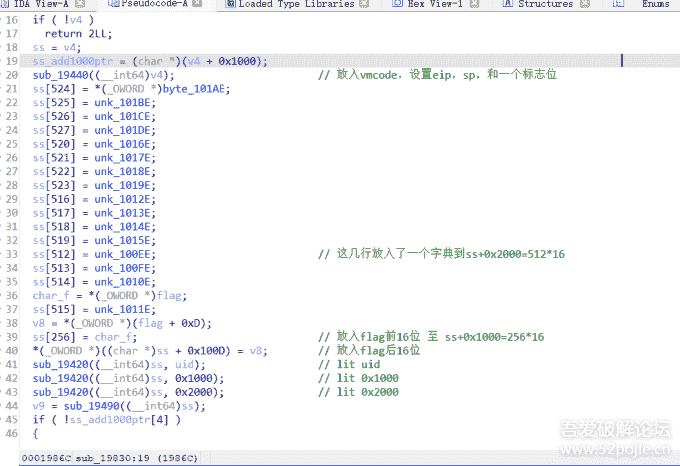 IDA View-A Pseudocode-A Loaded Type Libraries Hex View-1 Structures Enums
16 if ( !v4 )
17 return 2LL;
18 ss = v4;
19 ss_add1000ptr = (char *)(v4 + 0x1000);
20 sub_19440((__int64)v4); // 放入vmcode，设置eip，sp，和一个标志位
21 ss[524] = *(_OWORD *)byte_101AE;
22 ss[525] = unk_101BE;
23 ss[526] = unk_101CE;
24 ss[527] = unk_101DE;
25 ss[520] = unk_1016E;
26 ss[521] = unk_1017E;
27 ss[522] = unk_1018E;
28 ss[523] = unk_1019E;
29 ss[516] = unk_1012E;
30 ss[517] = unk_1013E;
31 ss[518] = unk_1014E;
32 ss[519] = unk_1015E;
33 ss[512] = unk_100EE; // 这几行放入了一个字典到ss+0x2000=512*16
34 ss[513] = unk_100FE;
35 ss[514] = unk_1010E;
36 char_f = *(_OWORD *)flag;
37 ss[515] = unk_1011E;
38 v8 = *(_OWORD *)(flag + 0xD);
39 ss[256] = char_f; // 放入flag前16位 至 ss+0x1000=256*16
40 *(_OWORD *)((char *)ss + 0x100D) = v8; // 放入flag后16位
41 sub_19420((__int64)ss, uid); // lit uid
42 sub_19420((__int64)ss, 0x1000); // lit 0x1000
43 sub_19420((__int64)ss, 0x2000); // lit 0x2000
44 v9 = sub_19490((__int64)ss);
45 if ( !ss_add1000ptr[4] )
46 {
0001986C sub_19830:19 (1986C)
吾爱破解论坛
www.52pojie.cn